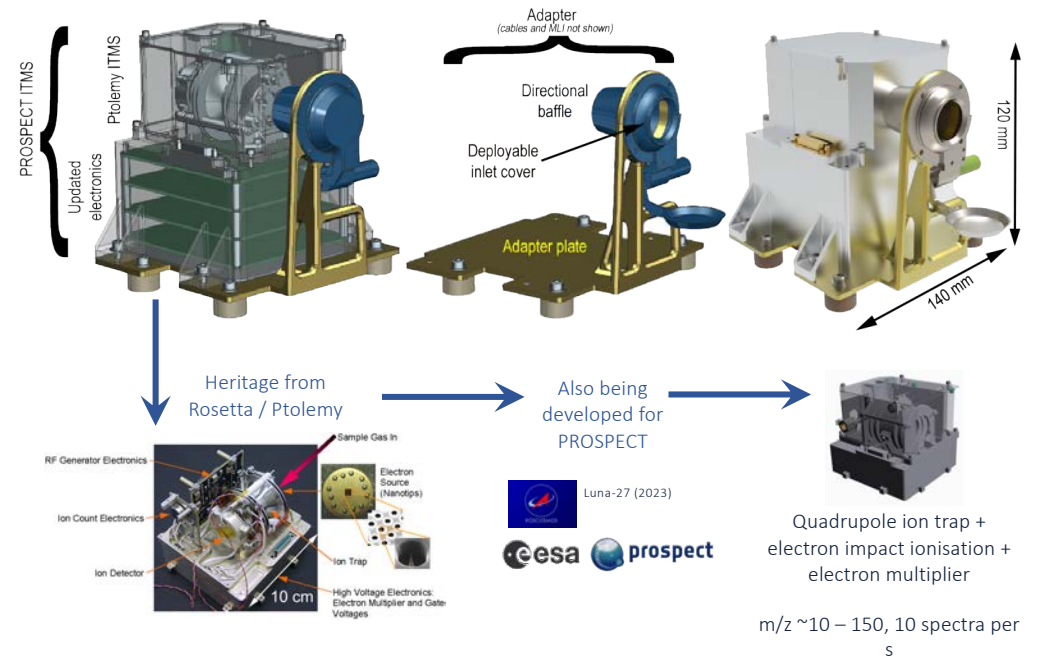 Adapter
(cables and MLI not shown)
PROSPECT ITMS
Ptolemy ITMS
Updated
electronics
Directional
baffle
Deployable
inlet cover
Adapter plate
120 mm
140 mm
Heritage from
Rosetta / Ptolemy
Also being
developed for
PROSPECT
Sample Gas In
RF Generator Electronics
Electron
Source
(Nanotips)
Ion Count Electronics
Ion Trap
Ion Detector
10 cm
High Voltage Electronics:
Electron Multiplier and Gate-
Voltages
Luna-27 (2023)
ROSCOSMOS
esa
prospect
Quadrupole ion trap +
electron impact ionisation +
electron multiplier
m/z ~10 – 150, 10 spectra per
s